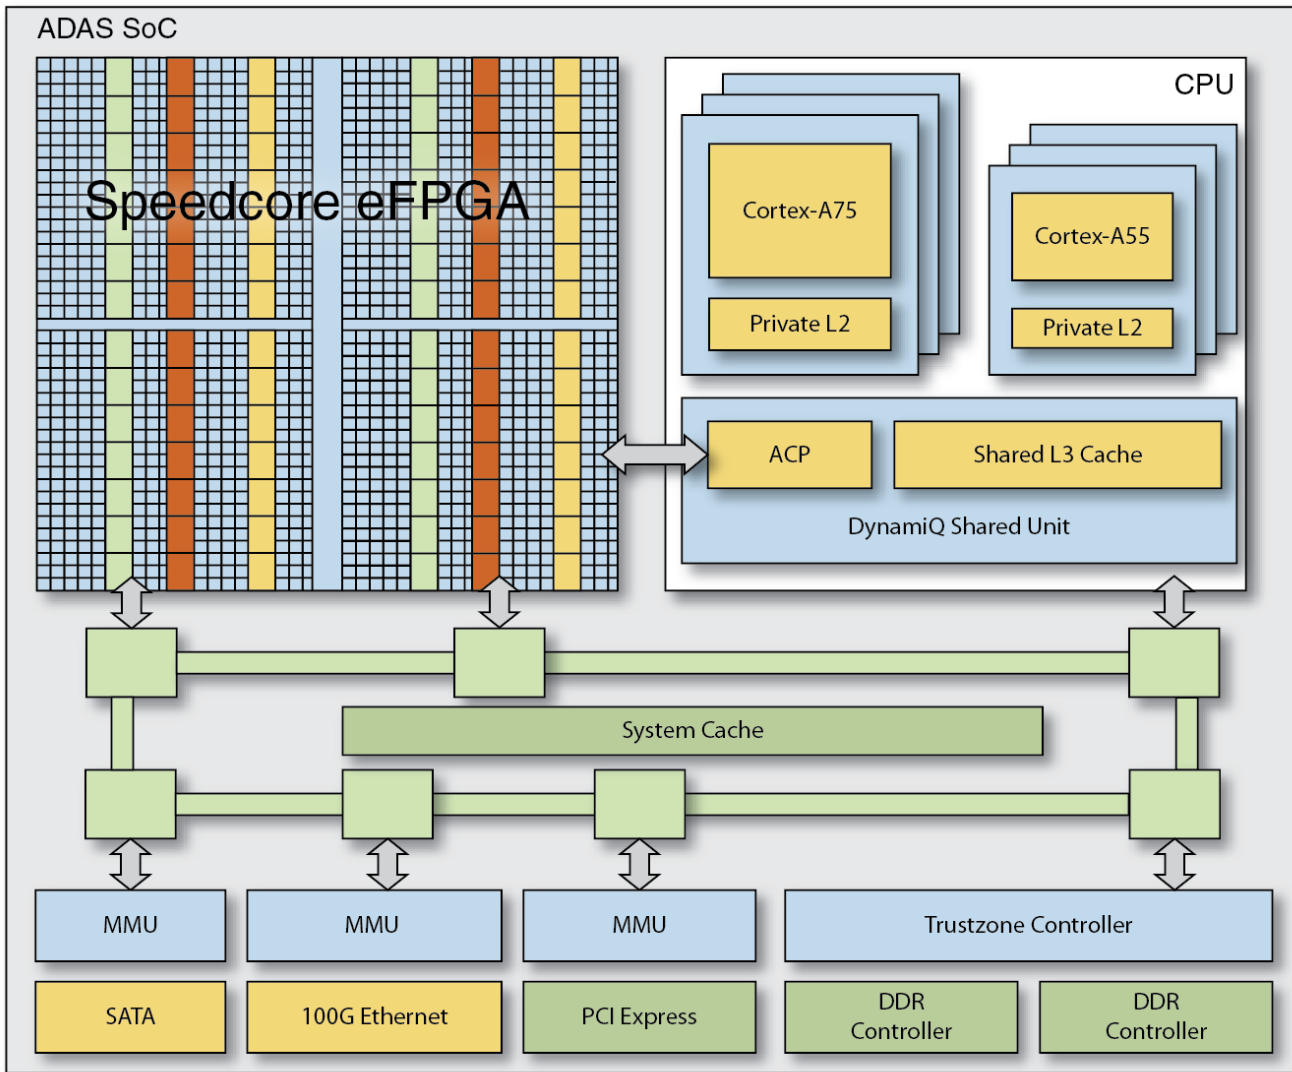 ADAS SoC
Speedcore eFPGA
CPU
Cortex-A75
Private L2
Cortex-A55
Private L2
ACP
Shared L3 Cache
DynamiQ Shared Unit
System Cache
MMU
MMU
MMU
Trustzone Controller
SATA
100G Ethernet
PCI Express
DDR
Controller
DDR
Controller